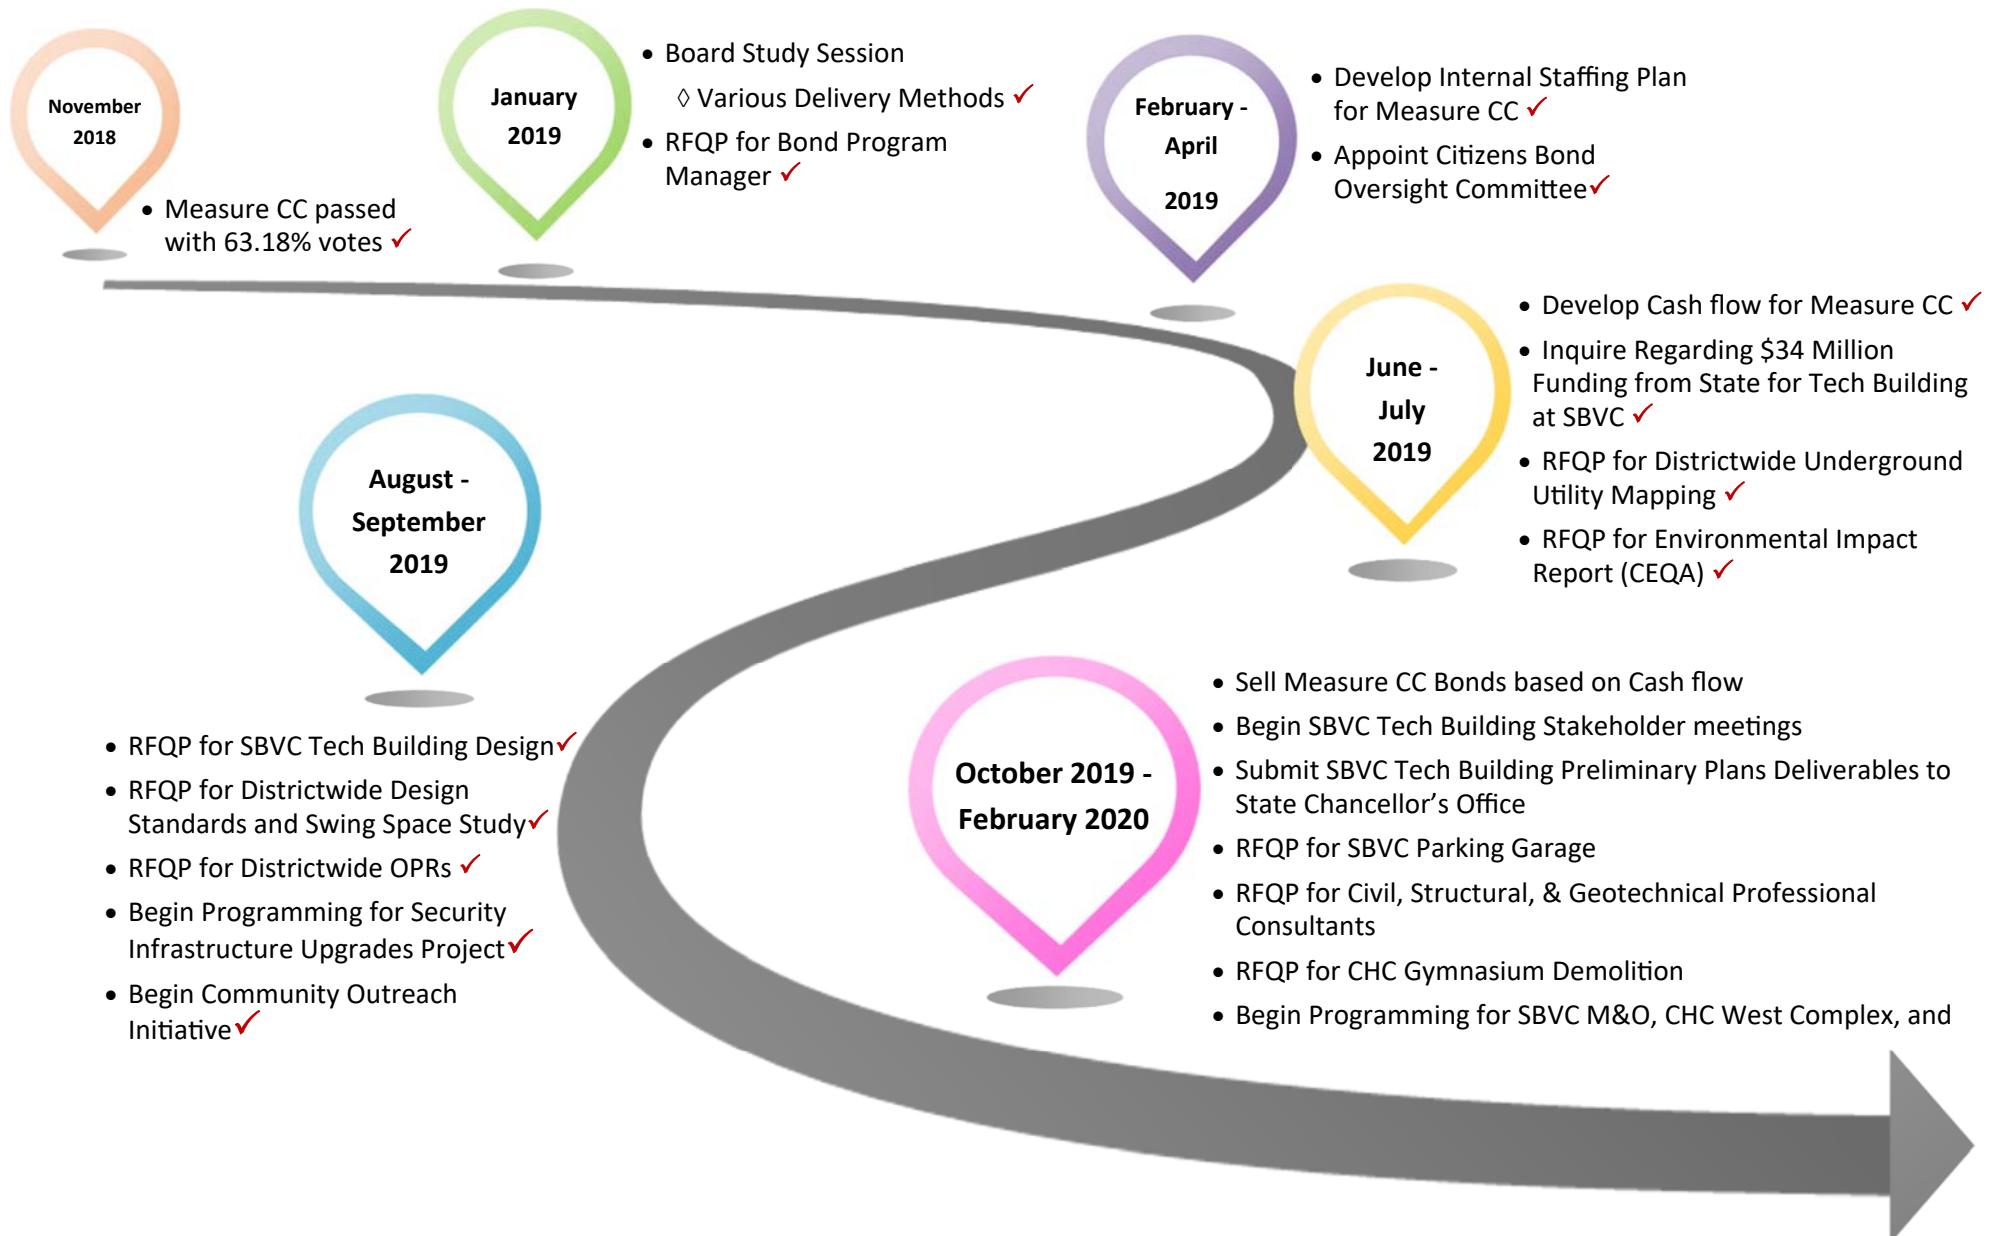 November
2018
• Measure CC passed
with 63.18% votes ✓
January
2019
• Board Study Session
◊ Various Delivery Methods ✓
• RFQP for Bond Program
Manager ✓
February -
April
2019
• Develop Internal Staffing Plan
for Measure CC ✓
• Appoint Citizens Bond
Oversight Committee ✓
June -
July
2019
• Develop Cash flow for Measure CC ✓
• Inquire Regarding $34 Million
Funding from State for Tech Building
at SBVC ✓
• RFQP for Districtwide Underground
Utility Mapping ✓
• RFQP for Environmental Impact
Report (CEQA) ✓
August -
September
2019
• RFQP for SBVC Tech Building Design ✓
• RFQP for Districtwide Design
Standards and Swing Space Study ✓
• RFQP for Districtwide OPRs ✓
• Begin Programming for Security
Infrastructure Upgrades Project ✓
• Begin Community Outreach
Initiative ✓
October 2019 -
February 2020
• Sell Measure CC Bonds based on Cash flow
• Begin SBVC Tech Building Stakeholder meetings
• Submit SBVC Tech Building Preliminary Plans Deliverables to
State Chancellor’s Office
• RFQP for SBVC Parking Garage
• RFQP for Civil, Structural, & Geotechnical Professional
Consultants
• RFQP for CHC Gymnasium Demolition
• Begin Programming for SBVC M&O, CHC West Complex, and